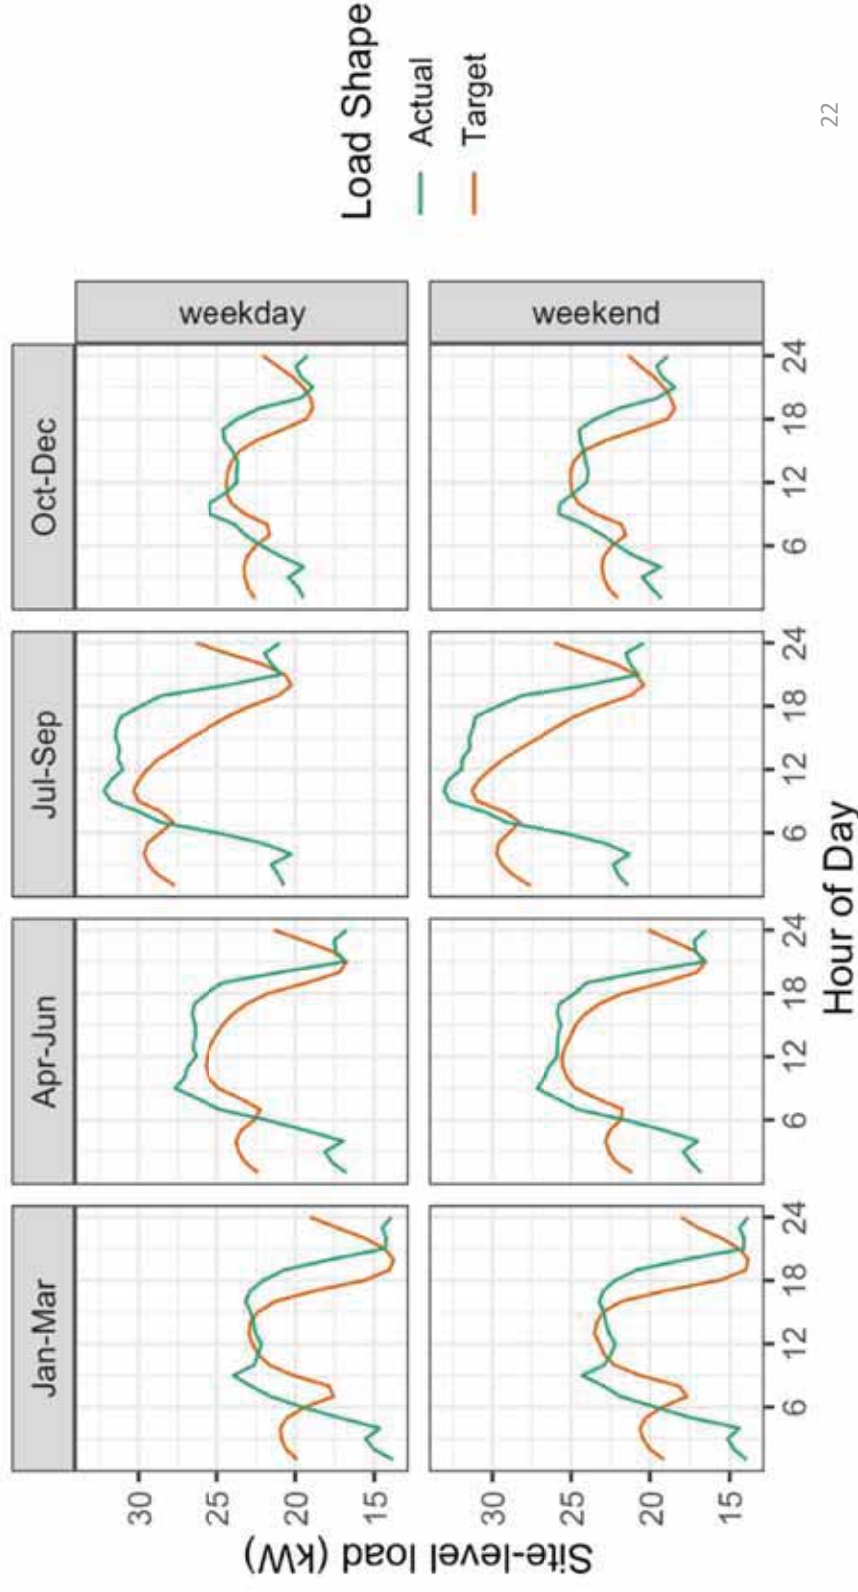 Jan-Mar
Apr-Jun
Jul-Sep
Oct-Dec
weekday
weekend
Site-level load (kW)
30
25
20
15
30
25
20
15
6 12 18 24
6 12 18 24
6 12 18 24
6 12 18 24
Hour of Day
Load Shape
Actual
Target
22